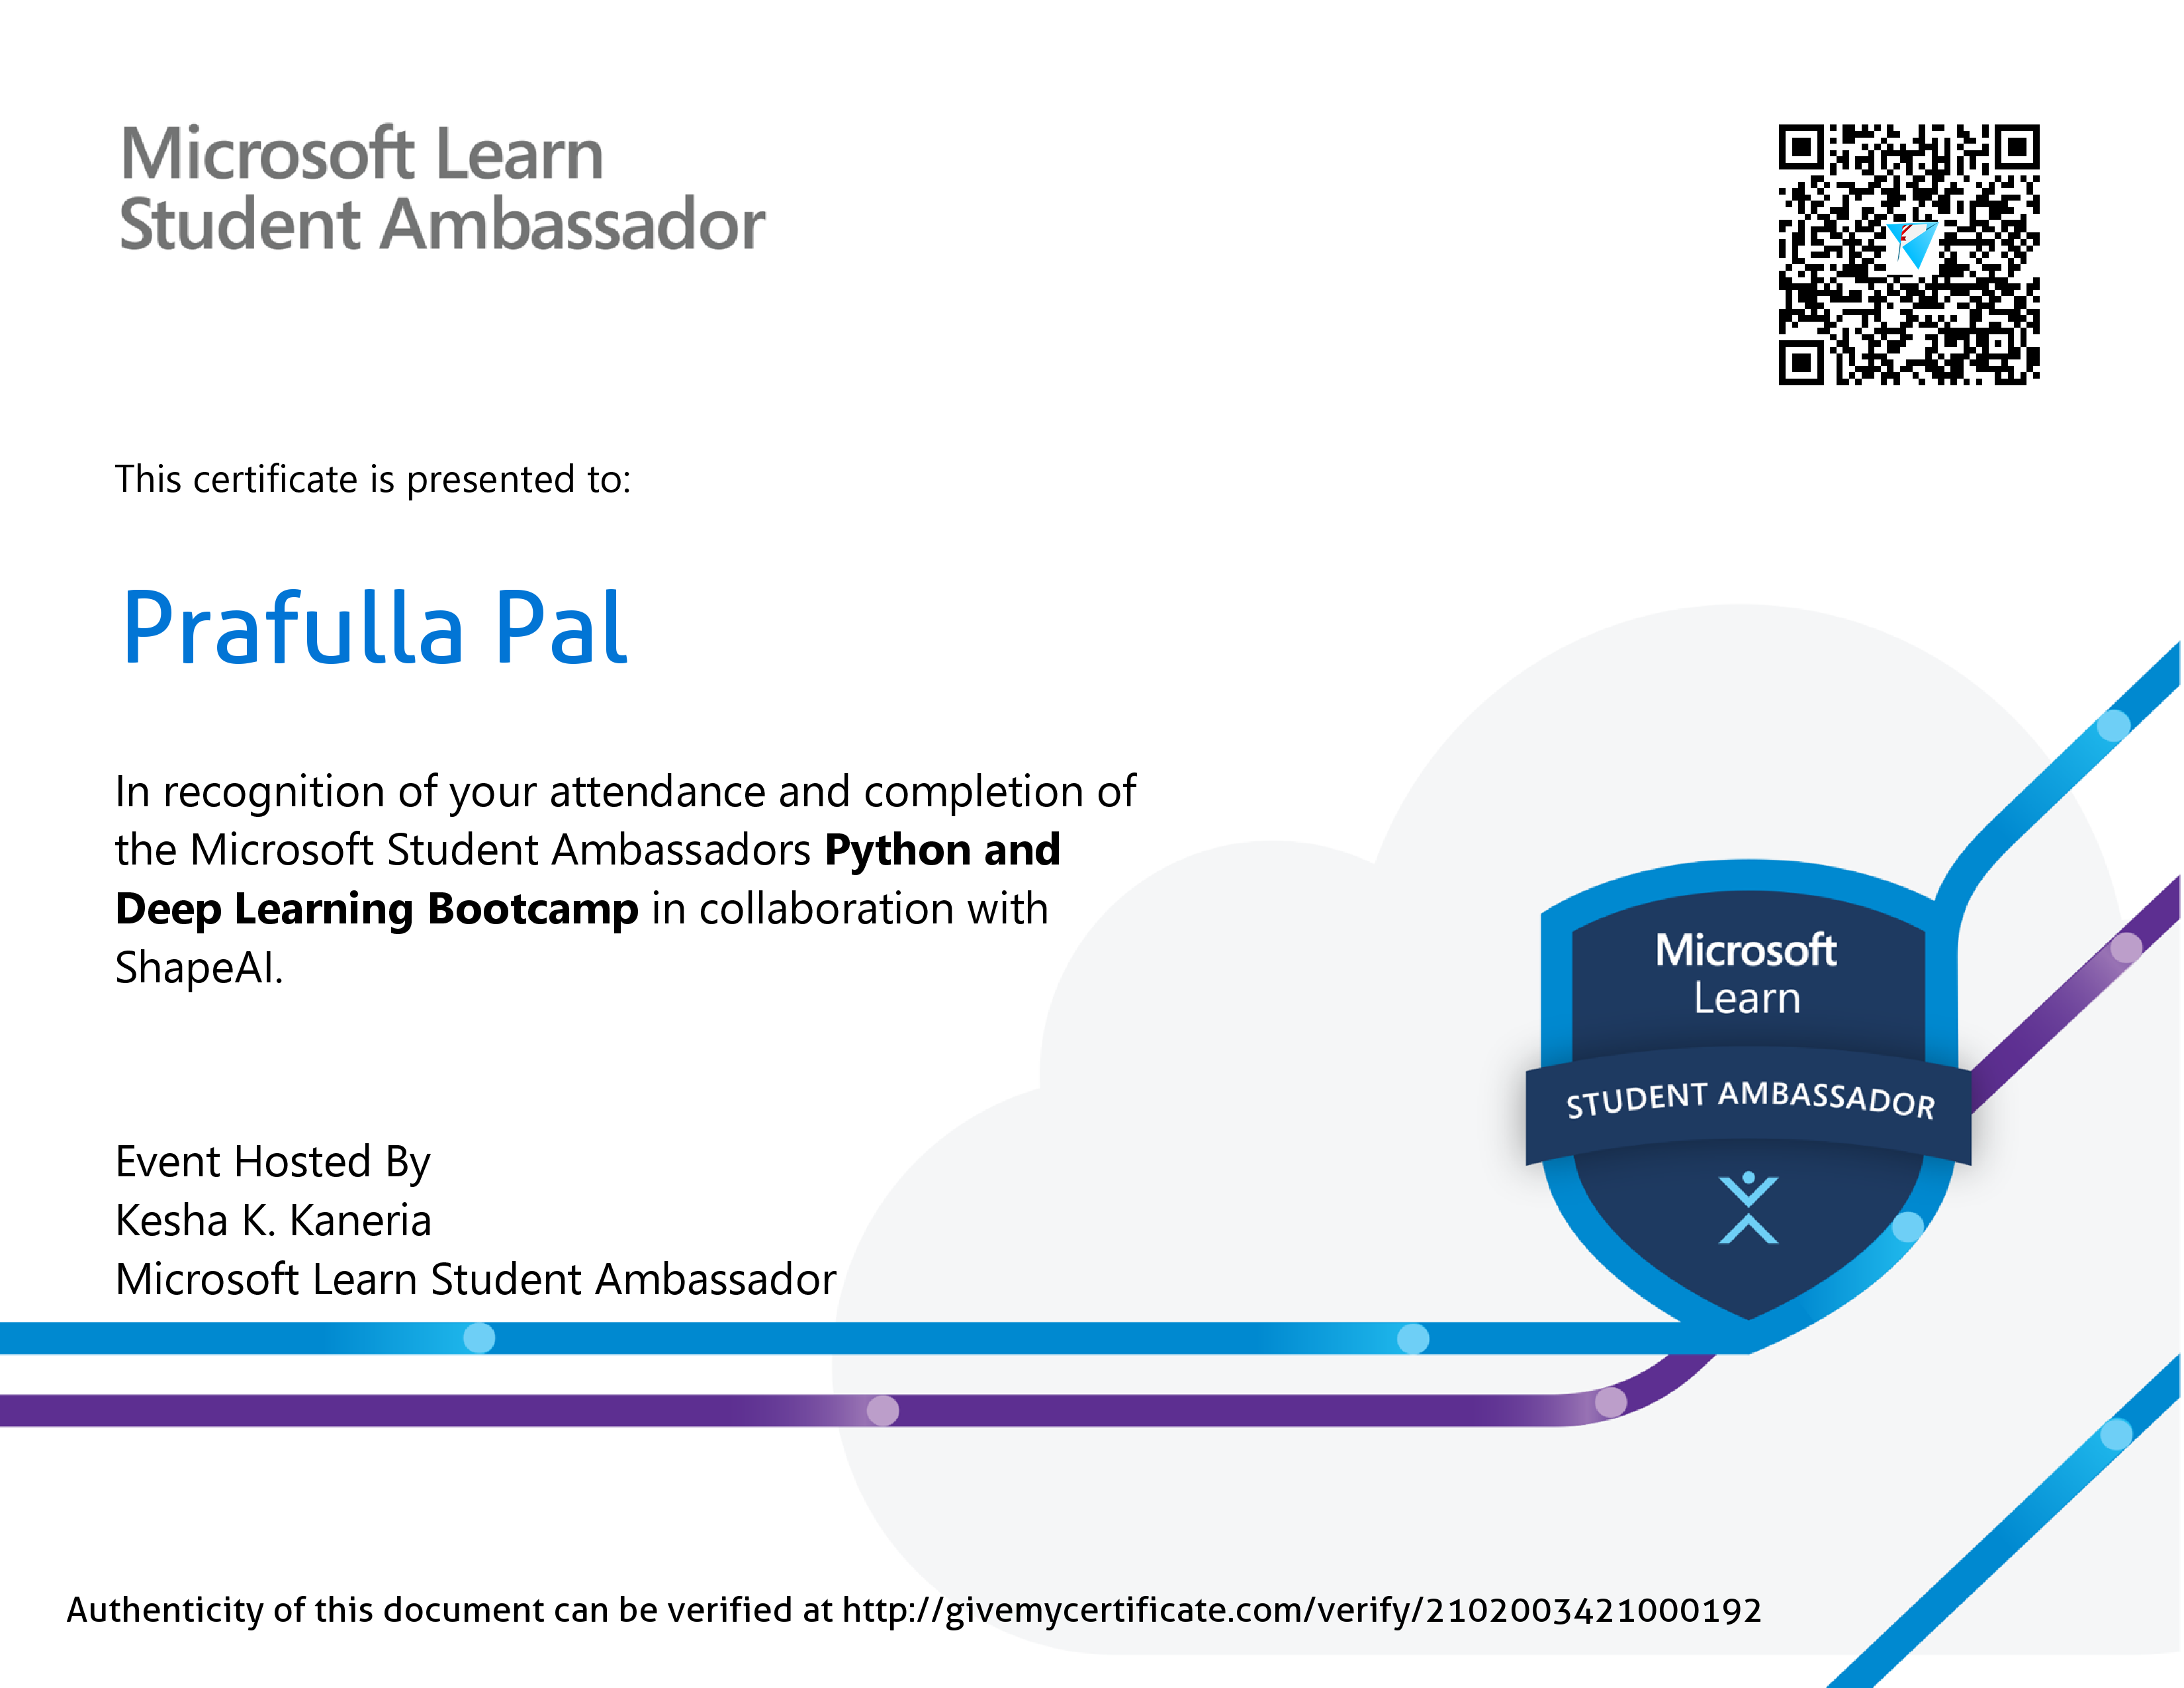 Microsoft Learn
Student Ambassador
This certificate is presented to:
Prafulla Pal
In recognition of your attendance and completion of
the Microsoft Student Ambassadors Python and
Deep Learning Bootcamp in collaboration with
ShapeAI.
Microsoft
Learn
STUDENT AMBASSADOR
Event Hosted By
Kesha K. Kaneria
Microsoft Learn Student Ambassador
Authenticity of this document can be verified at http://givemycertificate.com/verify/2102003421000192